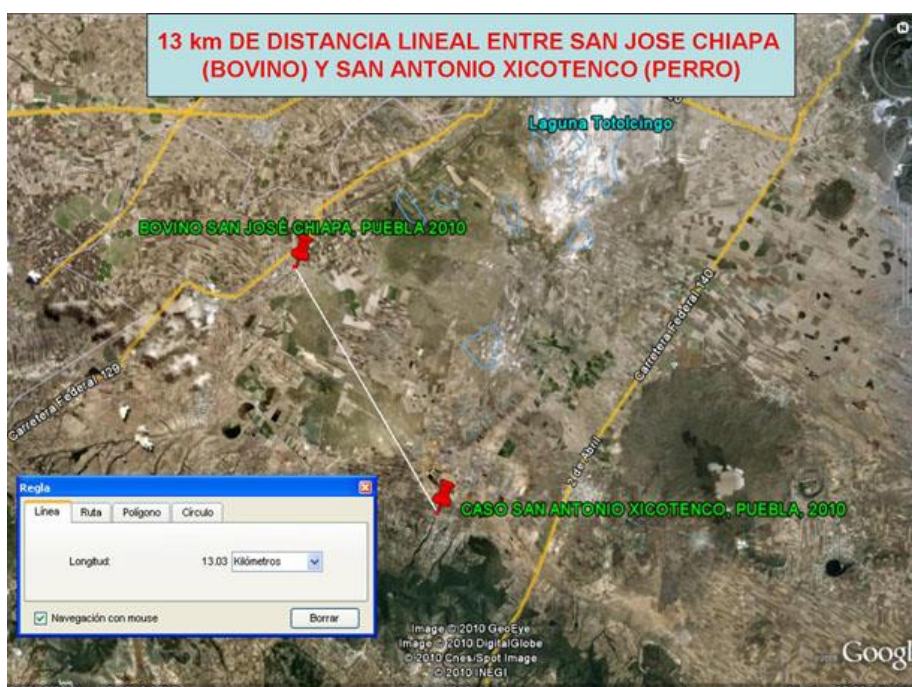 13 km DE DISTANCIA LINEAL ENTRE SAN JOSE CHIAPA
(BOVINO) Y SAN ANTONIO XICOTENCO (PERRO)
N
Laguna Totolcingo
BOVINO SAN JOSÉ CHIAPA, PUEBLA 2010
Carretera Federal 140
Carretera Federal 129
2 de Abril
CASO SAN ANTONIO XICOTENCO, PUEBLA, 2010
Regla
Línea Ruta Polígono Círculo
Longitud: 13.03 Kilómetros
Navegación con mouse Borrar
Image © 2010 GeoEye
Image © 2010 DigitalGlobe
© 2010 Cnes/Spot Image
© 2010 INEGI
Google